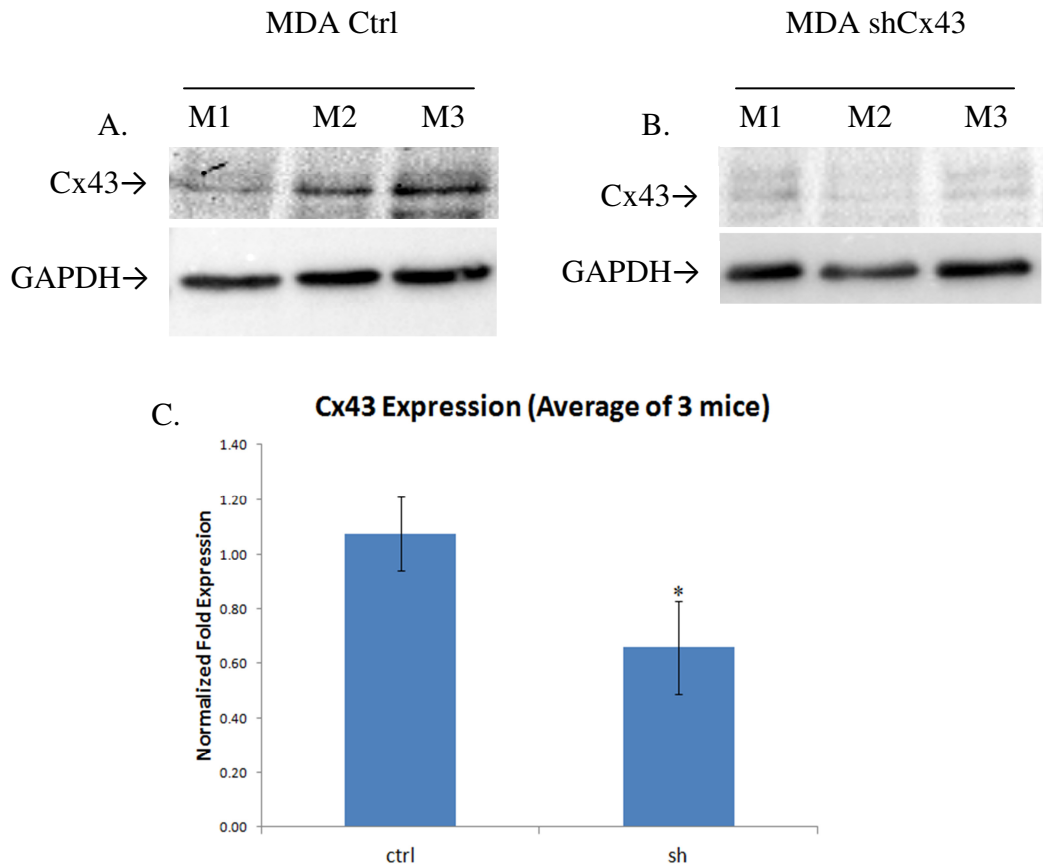 MDA Ctrl
MDA shCx43
A.
M1 M2 M3
B.
M1 M2 M3
Cx43→
Cx43→
GAPDH→
GAPDH→
C.
Cx43 Expression (Average of 3 mice)
Normalized Fold Expression
1.40
1.20
1.00
0.80
0.60
0.40
0.20
0.00
*
ctrl
sh